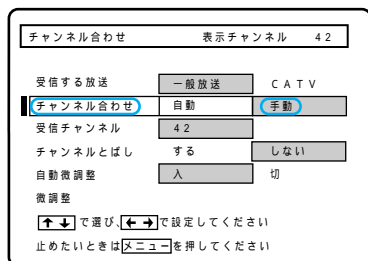 チャンネル合わせ 表示チャンネル 42
受信する放送 一般放送 CATV
チャンネル合わせ 自動 手動
受信チャンネル 42
チャンネルとばし する しない
自動微調整 入 切
微調整
↑↓で選び、←→で設定してください
止めたいときはメニューを押してください